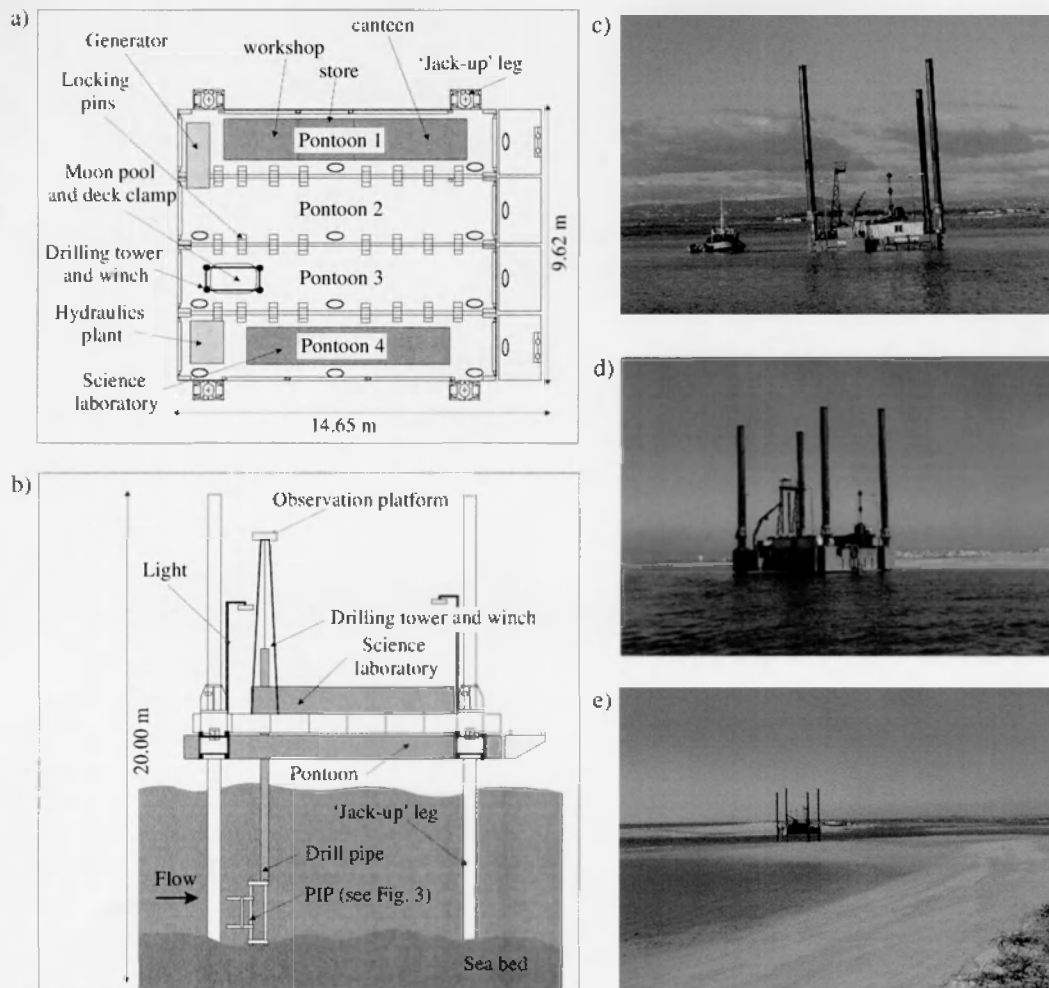 a)
canteen
Generator
workshop
'Jack-up' leg
store
Locking
pins
Pontoon 1
Moon pool
and deck clamp
Pontoon 2
Drilling tower
and winch
Pontoon 3
9.62 m
Hydraulics
plant
Pontoon 4
Science
laboratory
14.65 m
b)
Observation platform
Light
Drilling tower and winch
Science
laboratory
20.00 m
Pontoon
'Jack-up' leg
Drill pipe
Flow
PIP (see Fig. 3)
Sea bed
c)
d)
e)